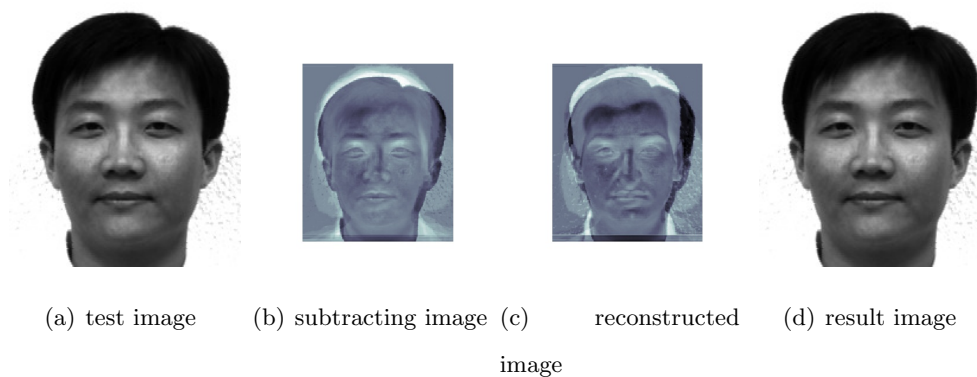 (a) test image (b) subtracting image (c) reconstructed (d) result image
image